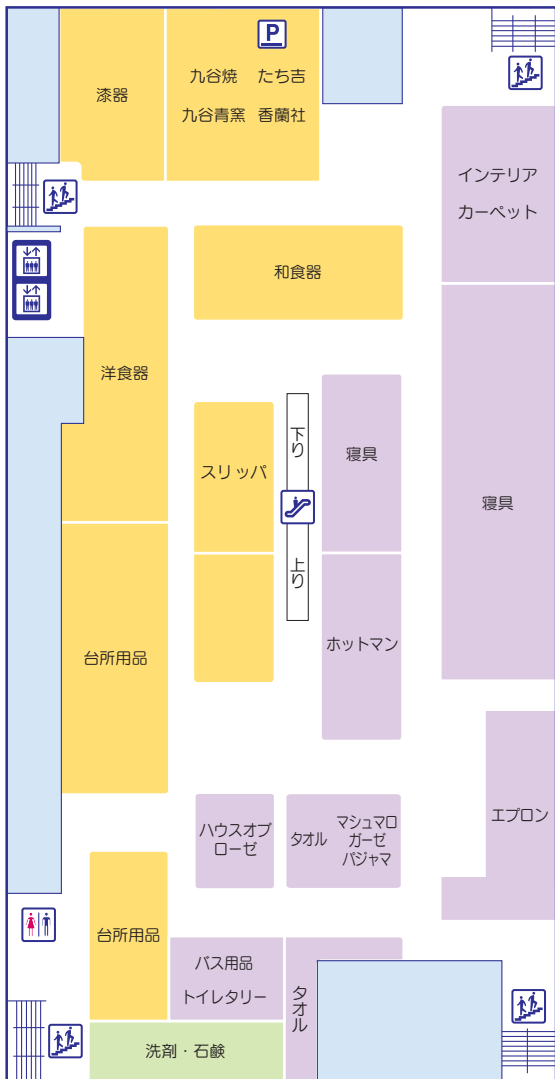 P
漆器
九谷焼 たち吉
九谷青窯 香蘭社
インテリア
カーペット
和食器
洋食器
スリッパ
下り
寝具
寝具
上り
台所用品
ホットマン
ハウスオブ
ローゼ
タオル
マシュマロ
ガーゼ
パジャマ
エプロン
台所用品
バス用品
トイレタリー
タオル
洗剤・石鹸